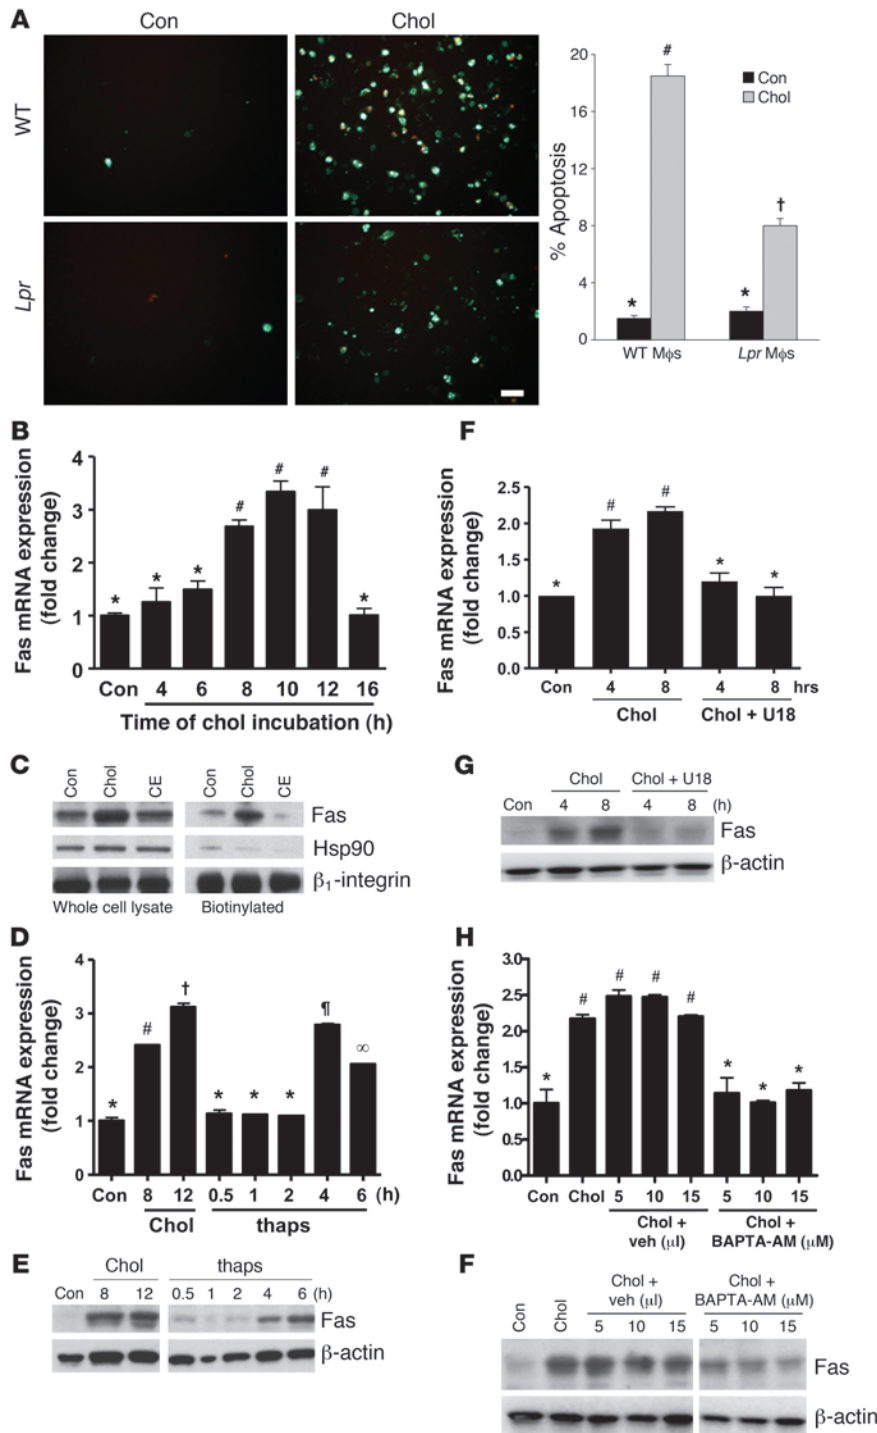 A
Con
Chol
WT
Lpr
20
16
12
8
4
0
% Apoptosis
Con
Chol
#
†
*
*
WT Mφs
Lpr Mφs
B
Fas mRNA expression
(fold change)
4
3
2
1
0
*
*
*
#
#
#
*
Con 4 6 8 10 12 16
Time of chol incubation (h)
C
Con Chol CE
Con Chol CE
Fas
Hsp90
β1-integrin
Whole cell lysate
Biotinylated
D
Fas mRNA expression
(fold change)
4
3
2
1
0
*
#
†
*
*
*
¶
∞
Con 8 12 0.5 1 2 4 6 (h)
Chol thaps
E
Chol thaps
Con 8 12 0.5 1 2 4 6 (h)
Fas
β-actin
F
Fas mRNA expression
(fold change)
2.5
2.0
1.5
1.0
0.5
0.0
*
#
#
*
*
Con 4 8 4 8 hrs
Chol Chol + U18
G
Chol Chol + U18
Con 4 8 4 8 (h)
Fas
β-actin
H
Fas mRNA expression
(fold change)
3.0
2.5
2.0
1.5
1.0
0.5
0.0
*
#
#
#
#
*
*
*
Con Chol 5 10 15 5 10 15
Chol + Chol +
veh (µl) BAPTA-AM (µM)
F
Chol + Chol +
veh (µl) BAPTA-AM (µM)
Con Chol 5 10 15 5 10 15
Fas
β-actin